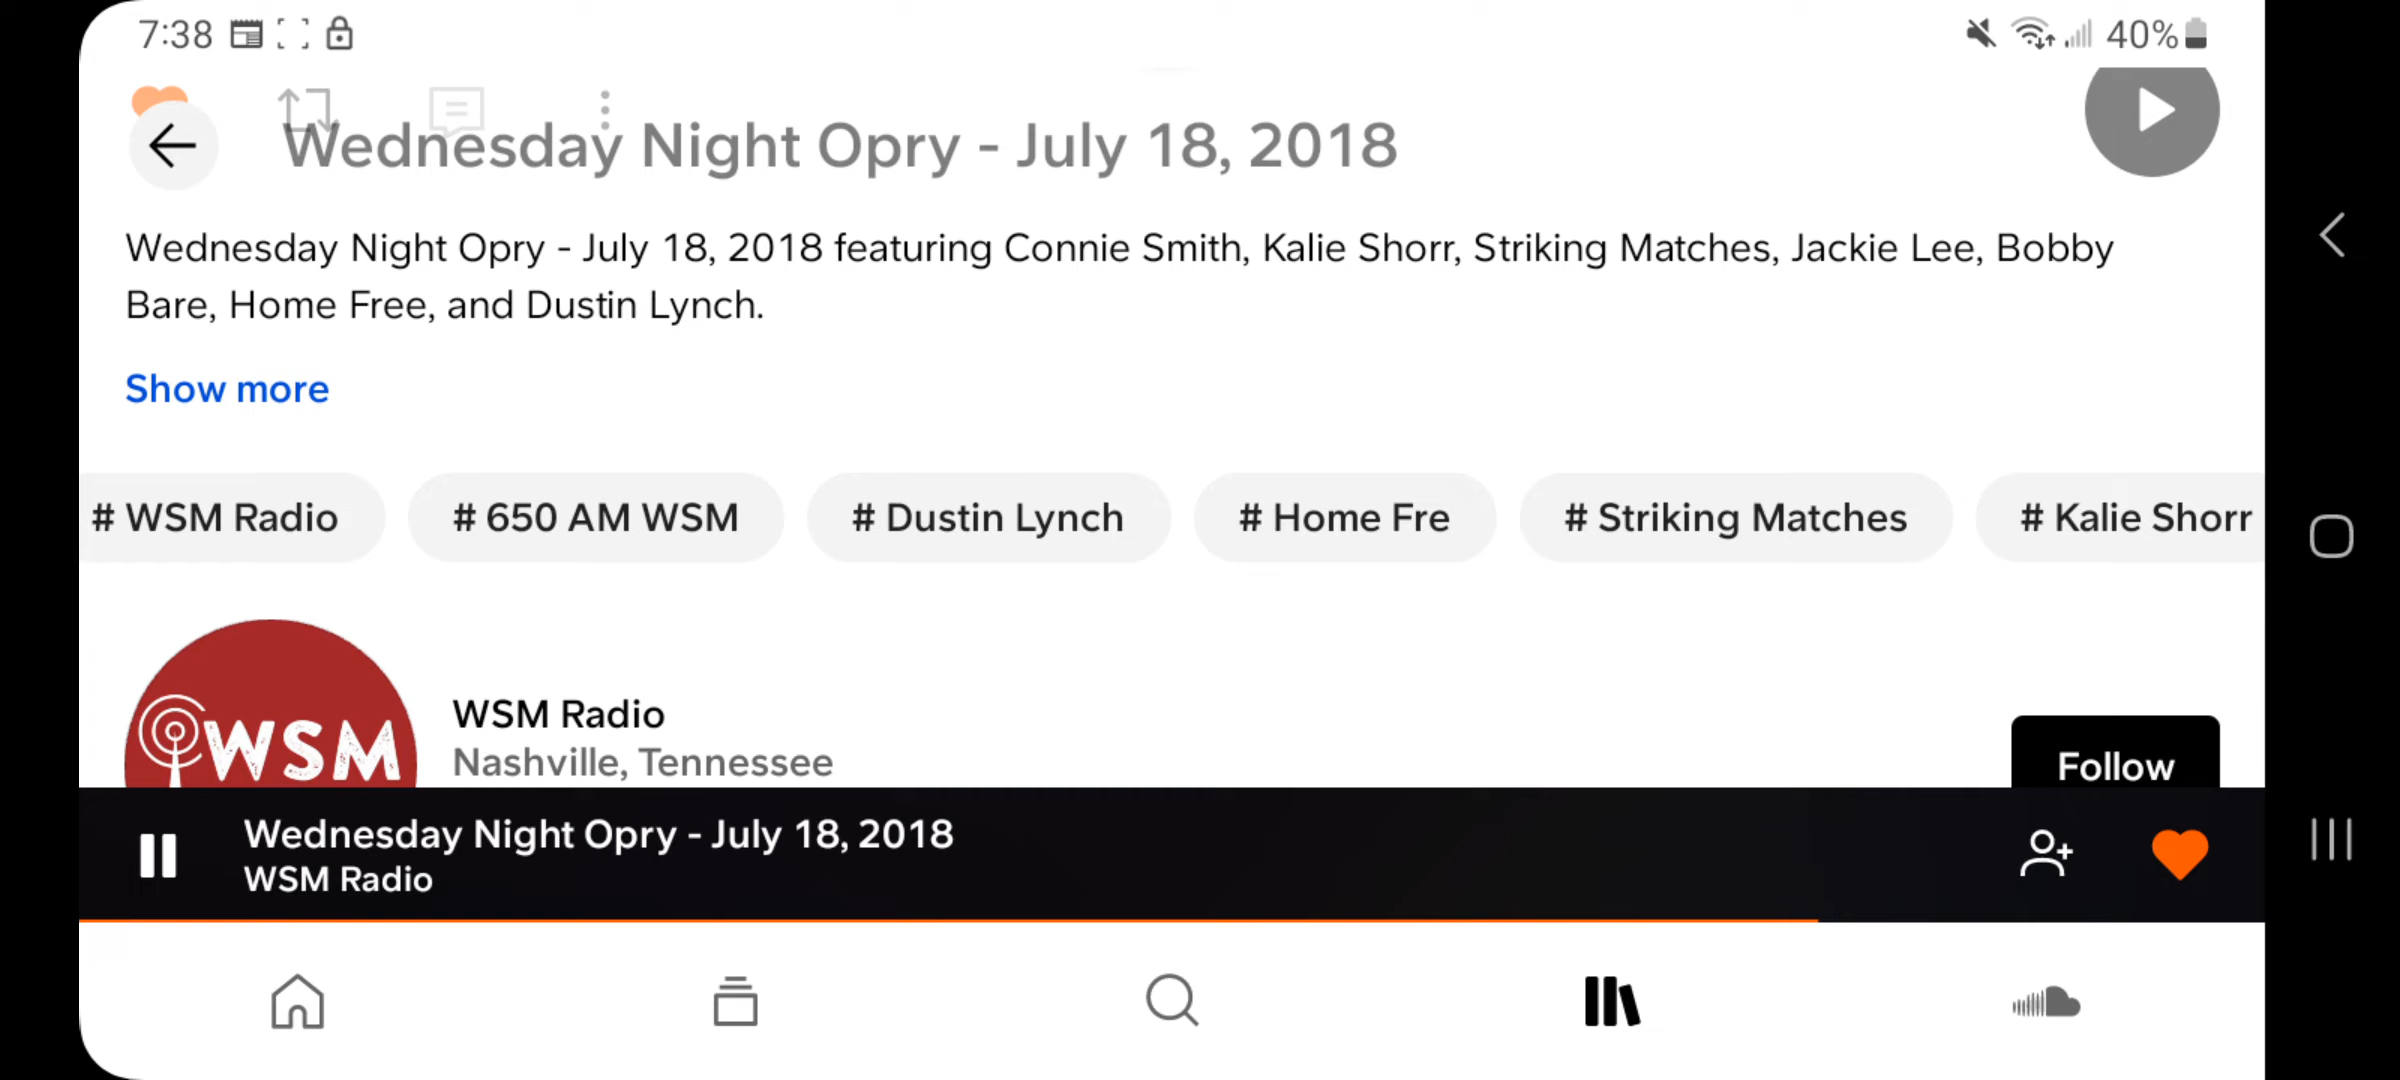 7:38
40%
Wednesday Night Opry - July 18, 2018
Wednesday Night Opry - July 18, 2018 featuring Connie Smith, Kalie Shorr, Striking Matches, Jackie Lee, Bobby
Bare, Home Free, and Dustin Lynch.
Show more
# WSM Radio
# 650 AM WSM
# Dustin Lynch
# Home Fre
# Striking Matches
# Kalie Shorr
WSM
WSM Radio
Nashville, Tennessee
Follow
Wednesday Night Opry - July 18, 2018
WSM Radio